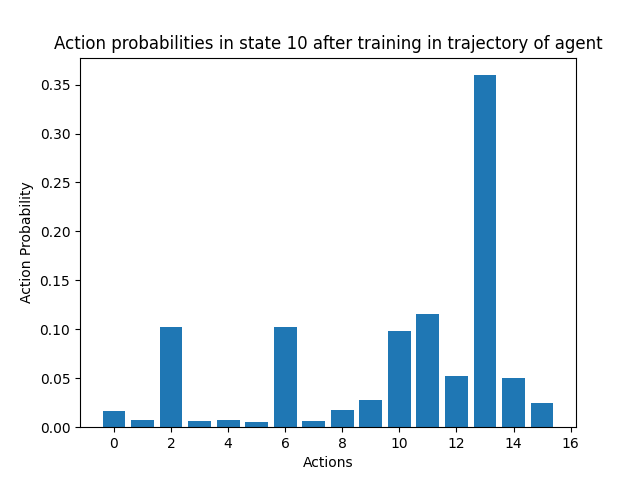 Action probabilities in state 10 after training in trajectory of agent
0.35
0.30
0.25
0.20
0.15
0.10
0.05
0.00
Action Probability
0 2 4 6 8 10 12 14 16
Actions